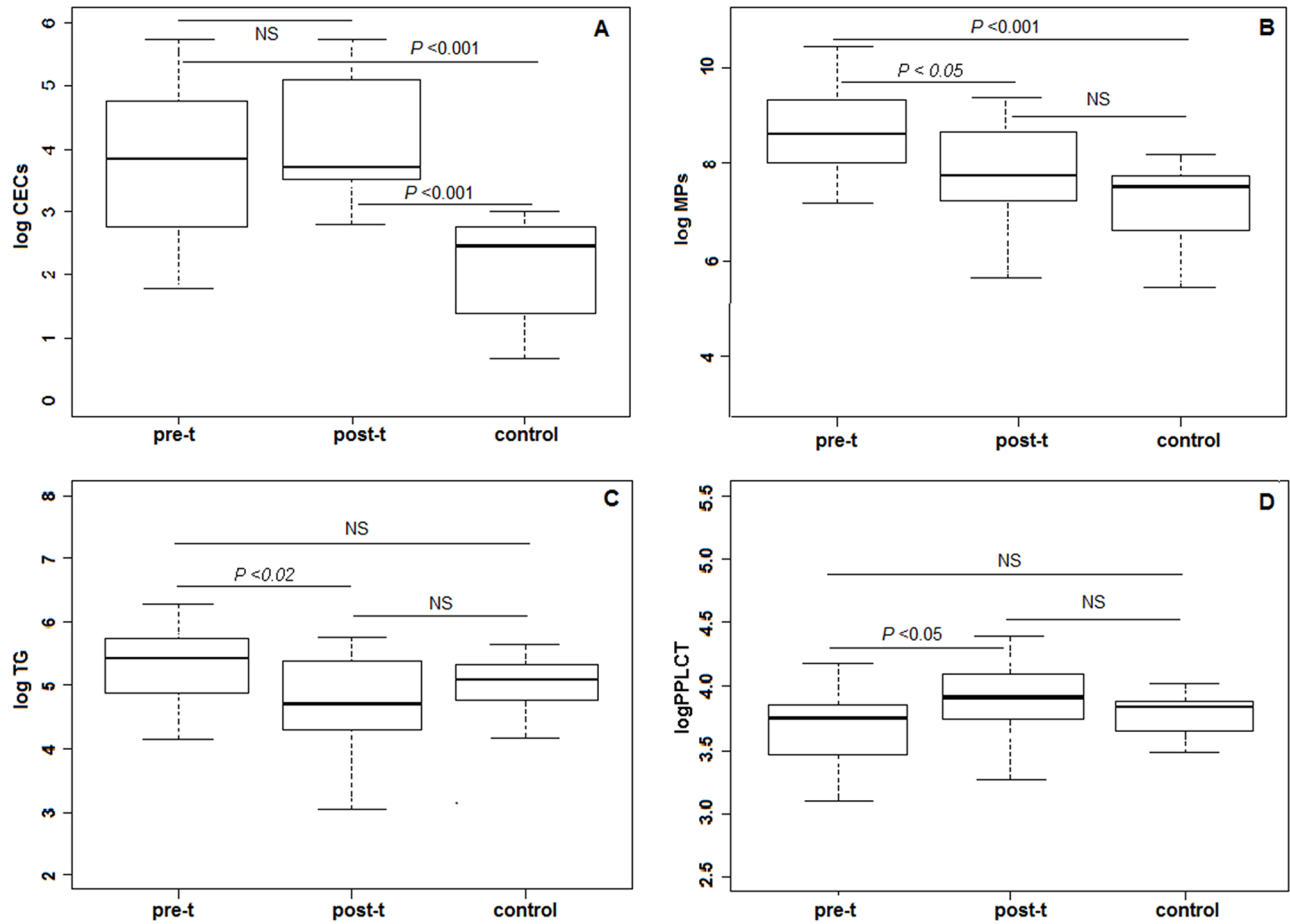 A
6
5
4
3
2
1
0
log CECs
NS
P <0.001
P <0.001
pre-t
post-t
control
B
10
8
6
4
log MPs
P <0.001
P < 0.05
NS
pre-t
post-t
control
C
8
7
6
5
4
3
2
log TG
NS
P <0.02
NS
pre-t
post-t
control
D
5.5
5.0
4.5
4.0
3.5
3.0
2.5
logPPLCT
NS
NS
P <0.05
pre-t
post-t
control